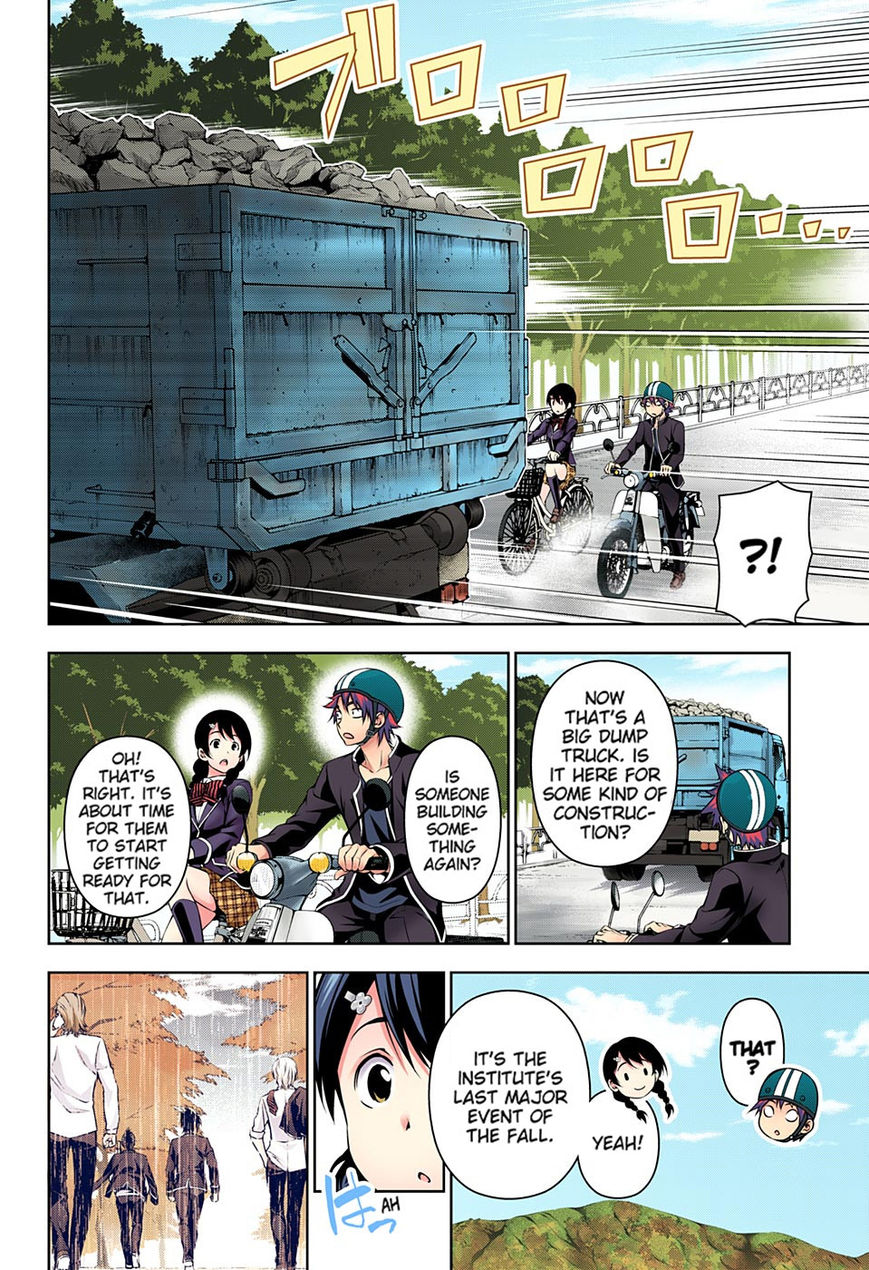 ゴロロ
ロロロ...
?!
NOW
THAT'S A
BIG DUMP
TRUCK. IS
IT HERE FOR
SOME KIND OF
CONSTRUC-
TION?
IS
SOMEONE
BUILDING
SOME-
THING
AGAIN?
OH!
THAT'S
RIGHT. IT'S
ABOUT TIME
FOR THEM
TO START
GETTING
READY FOR
THAT.
THAT
?
YEAH!
IT'S THE
INSTITUTE'S
LAST MAJOR
EVENT OF
THE FALL.
はっ
AH